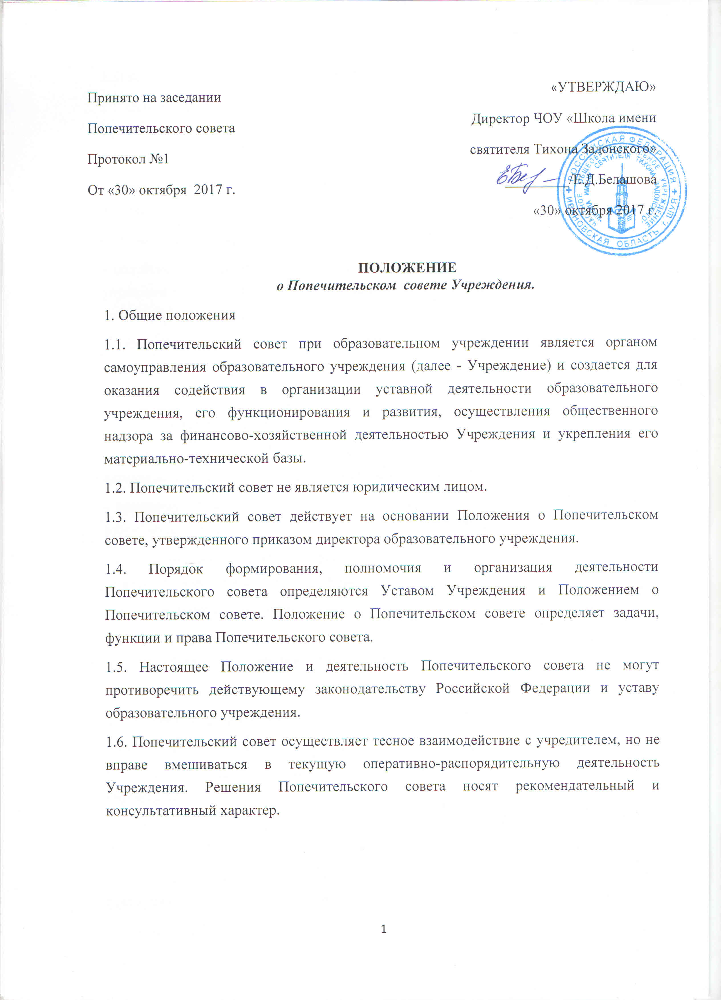 Принято на заседании
Попечительского совета
Протокол №1
От «30» октября 2017 г.
«УТВЕРЖДАЮ»
Директор ЧОУ «Школа имени
святителя Тихона Задонского»
/Е.Д.Белашова
«30» октября 2017 г.
РОССИЙСКАЯ ФЕДЕРАЦИЯ + ИВАНОВСКАЯ ОБЛАСТЬ Г. ШУЯ +
ЧАСТНОЕ ОБЩЕОБРАЗОВАТЕЛЬНОЕ УЧРЕЖДЕНИЕ
ИМЕНИ СВЯТИТЕЛЯ ТИХОНА ЗАДОНСКОГО
ПОЛОЖЕНИЕ
о Попечительском совете Учреждения.
1. Общие положения
1.1. Попечительский совет при образовательном учреждении является органом
самоуправления образовательного учреждения (далее - Учреждение) и создается для
оказания содействия в организации уставной деятельности образовательного
учреждения, его функционирования и развития, осуществления общественного
надзора за финансово-хозяйственной деятельностью Учреждения и укрепления его
материально-технической базы.
1.2. Попечительский совет не является юридическим лицом.
1.3. Попечительский совет действует на основании Положения о Попечительском
совете, утвержденного приказом директора образовательного учреждения.
1.4. Порядок формирования, полномочия и организация деятельности
Попечительского совета определяются Уставом Учреждения и Положением о
Попечительском совете. Положение о Попечительском совете определяет задачи,
функции и права Попечительского совета.
1.5. Настоящее Положение и деятельность Попечительского совета не могут
противоречить действующему законодательству Российской Федерации и уставу
образовательного учреждения.
1.6. Попечительский совет осуществляет тесное взаимодействие с учредителем, но не
вправе вмешиваться в текущую оперативно-распорядительную деятельность
Учреждения. Решения Попечительского совета носят рекомендательный и
консультативный характер.
1